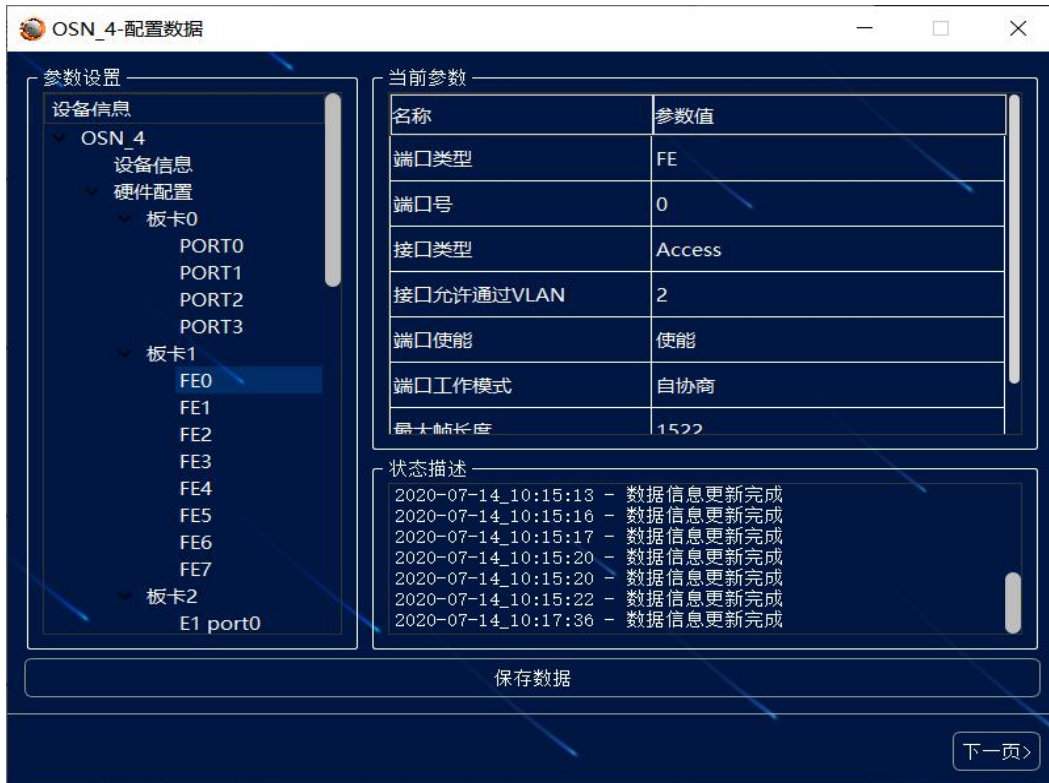 OSN_4-配置数据
参数设置
设备信息
OSN_4
设备信息
硬件配置
板卡0
PORT0
PORT1
PORT2
PORT3
板卡1
FE0
FE1
FE2
FE3
FE4
FE5
FE6
FE7
板卡2
E1 port0
当前参数
名称 参数值
端口类型 FE
端口号 0
接口类型 Access
接口允许通过VLAN 2
端口使能 使能
端口工作模式 自协商
最大帧长度 1522
状态描述
2020-07-14_10:15:13 - 数据信息更新完成
2020-07-14_10:15:16 - 数据信息更新完成
2020-07-14_10:15:17 - 数据信息更新完成
2020-07-14_10:15:20 - 数据信息更新完成
2020-07-14_10:15:20 - 数据信息更新完成
2020-07-14_10:15:22 - 数据信息更新完成
2020-07-14_10:17:36 - 数据信息更新完成
保存数据
下一页>